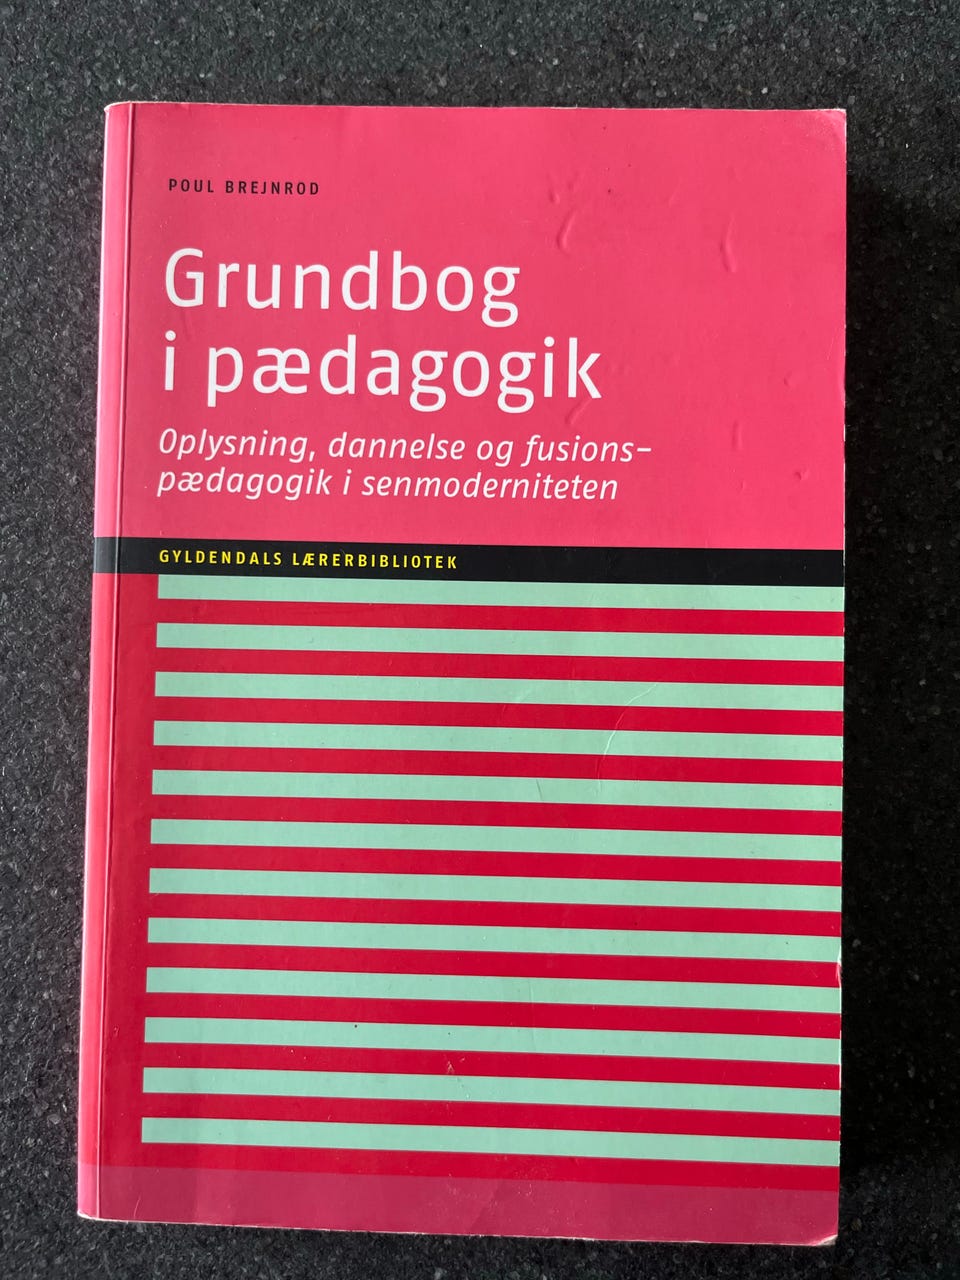 POUL BREJNROD
Grundbog
i pædagogik
Oplysning, dannelse og fusions-
pædagogik i senmoderniteten
GYLDENDALS LÆRERBIBLIOTEK